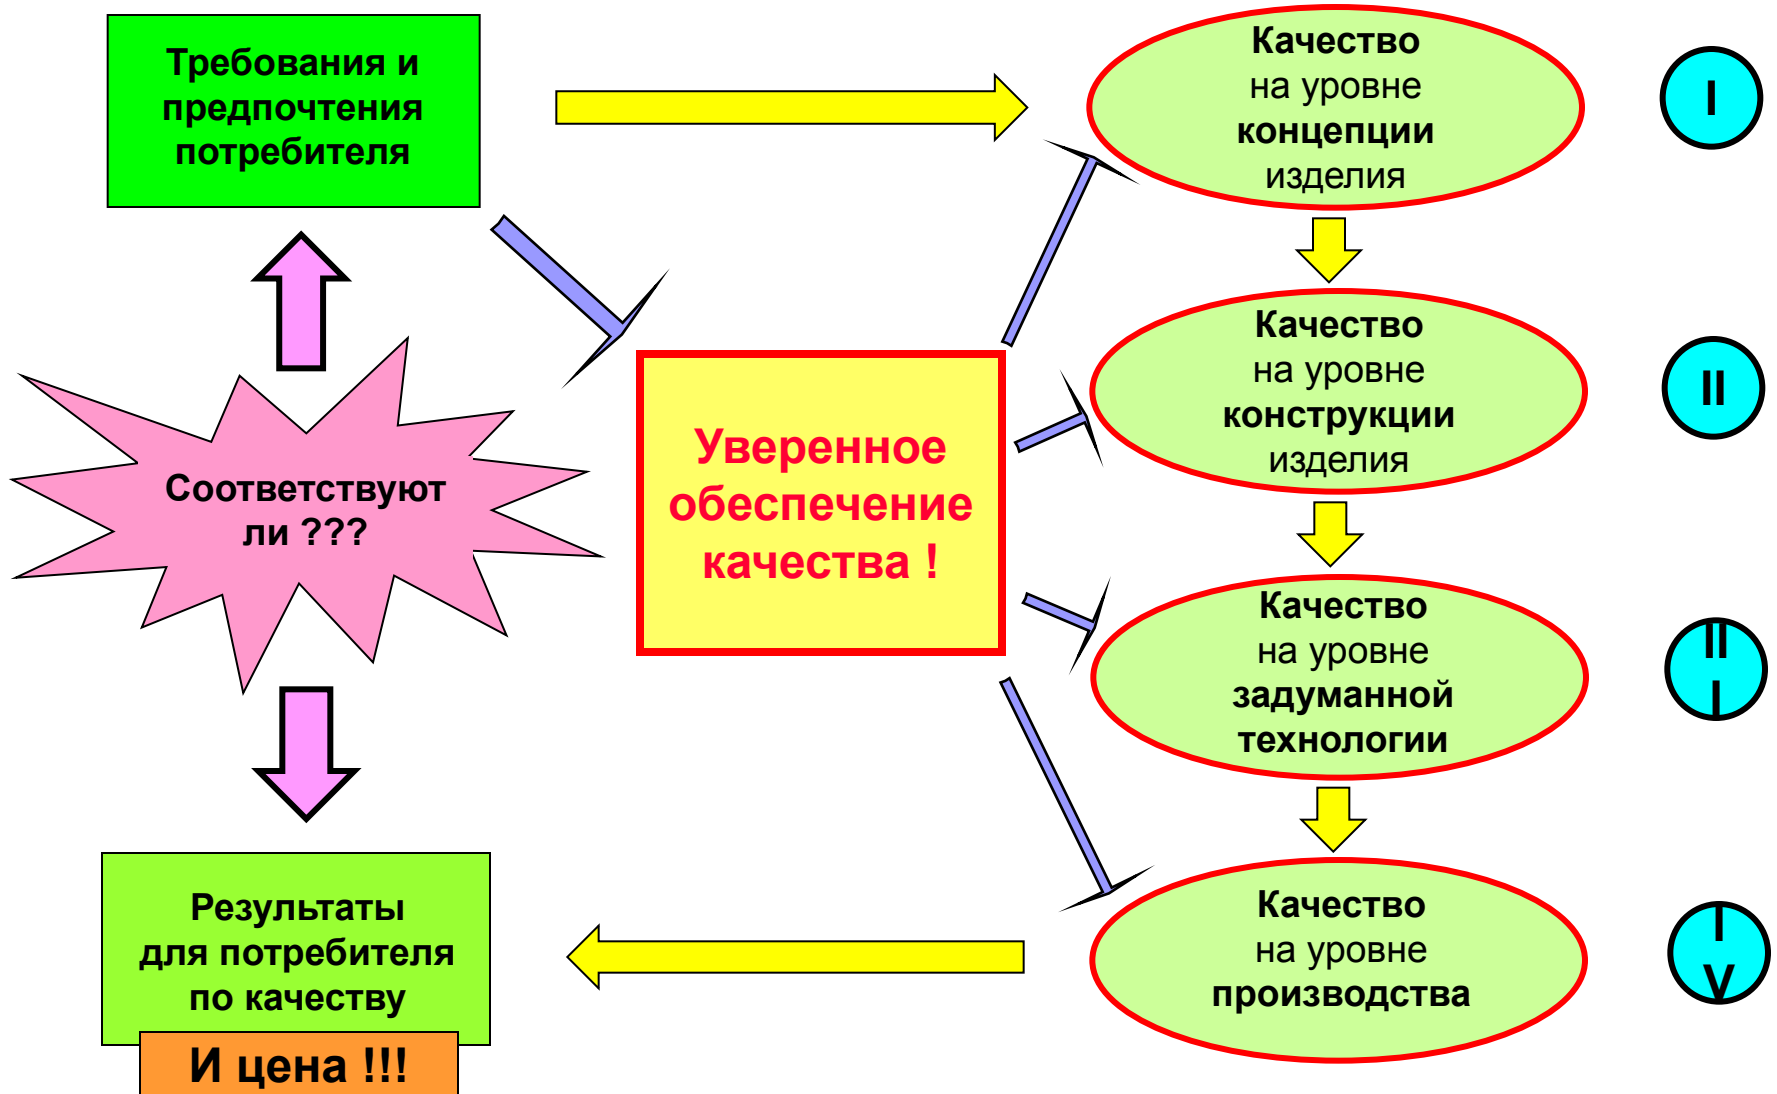 Требования и
предпочтения
потребителя
Качество
на уровне
концепции
изделия
I
Качество
на уровне
конструкции
изделия
II
Соответствуют
ли ???
Уверенное
обеспечение
качества !
Качество
на уровне
задуманной
технологии
II
I
Результаты
для потребителя
по качеству
И цена !!!
Качество
на уровне
производства
I
V